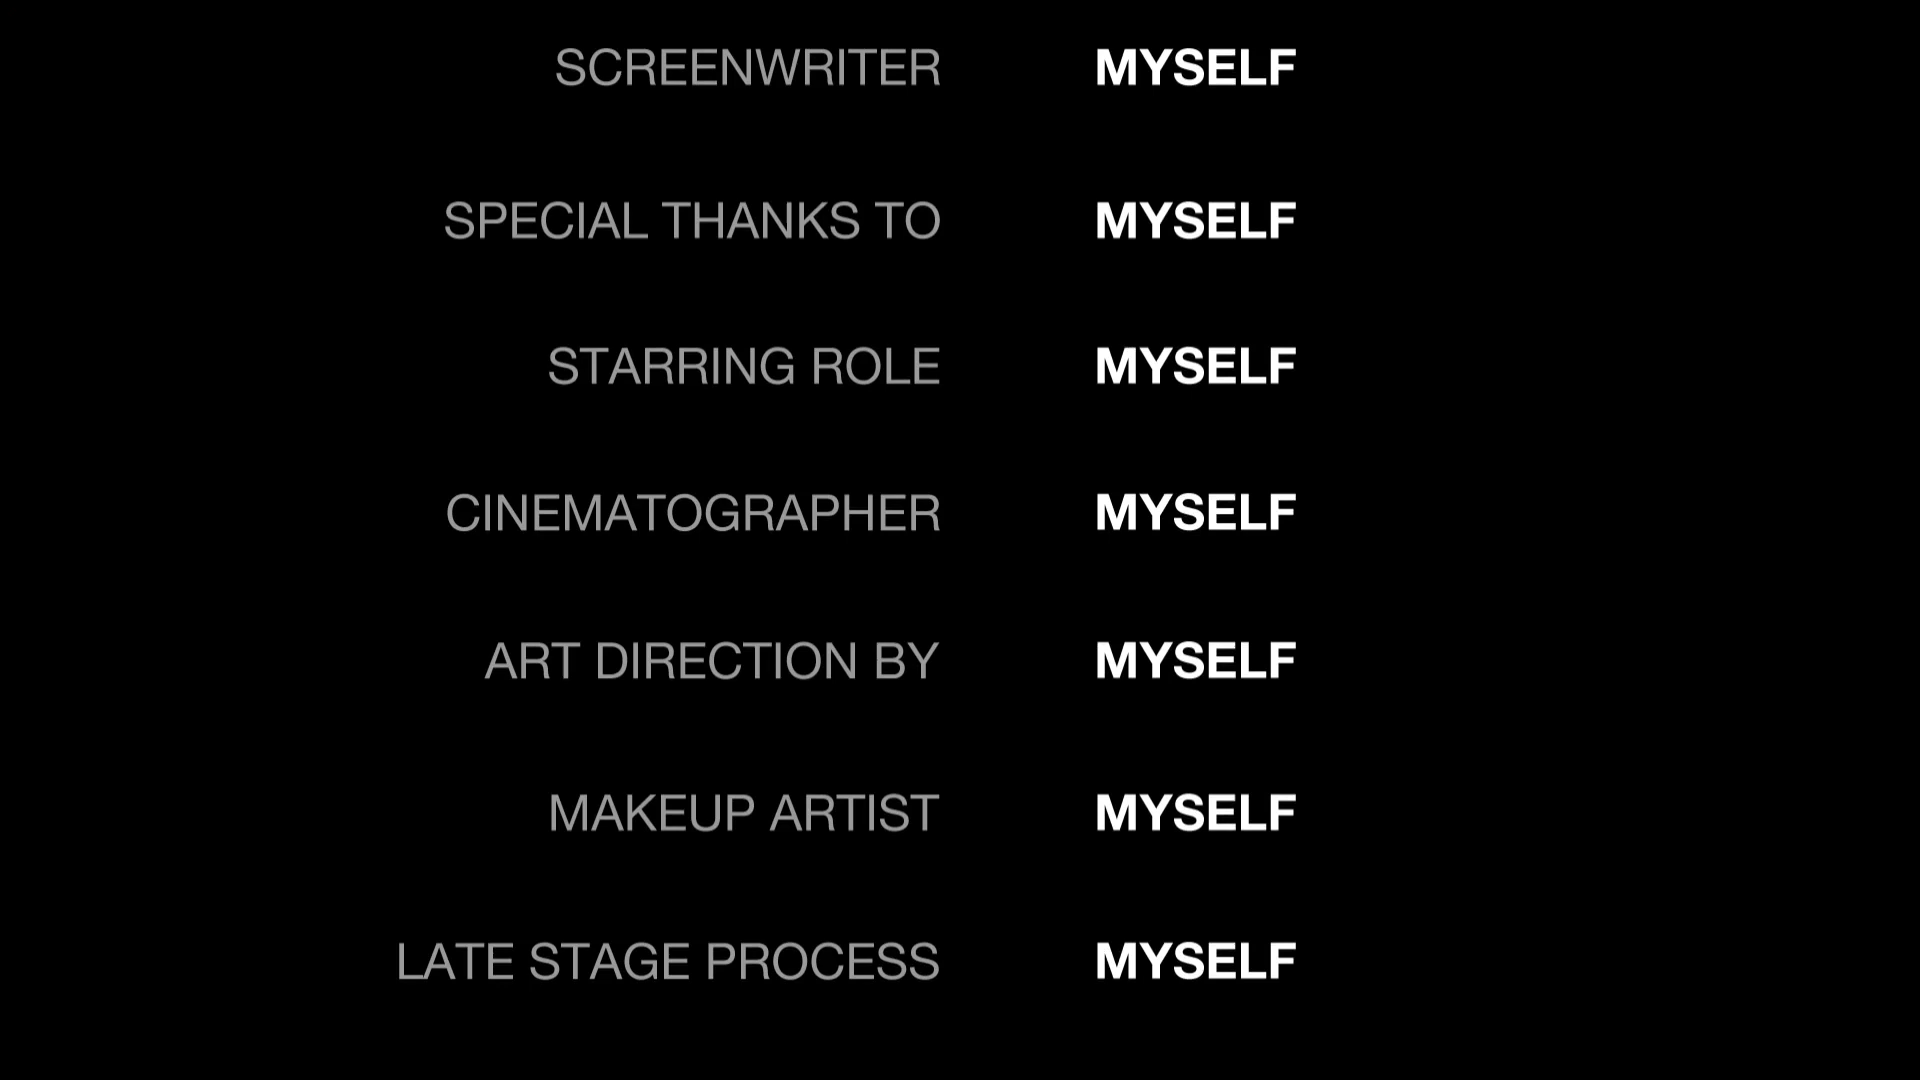 SCREENWRITER MYSELF
SPECIAL THANKS TO MYSELF
STARRING ROLE MYSELF
CINEMATOGRAPHER MYSELF
ART DIRECTION BY MYSELF
MAKEUP ARTIST MYSELF
LATE STAGE PROCESS MYSELF